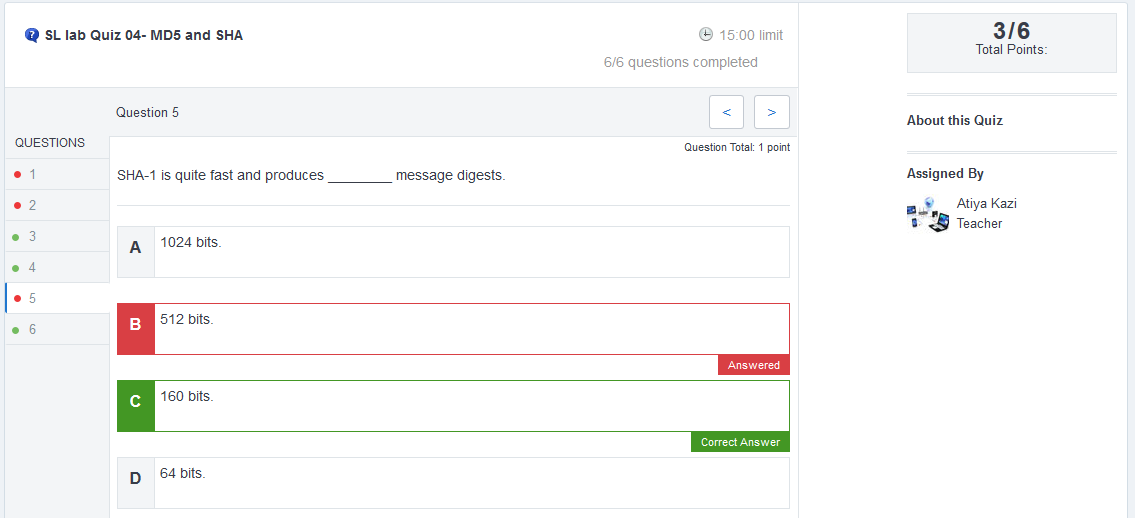 SL lab Quiz 04- MD5 and SHA
15:00 limit
6/6 questions completed
3/6
Total Points:
Question 5
<
>
QUESTIONS
1
2
3
4
5
6
Question Total: 1 point
SHA-1 is quite fast and produces ________ message digests.
A
1024 bits.
B
512 bits.
Answered
C
160 bits.
Correct Answer
D
64 bits.
About this Quiz
Assigned By
Atiya Kazi
Teacher